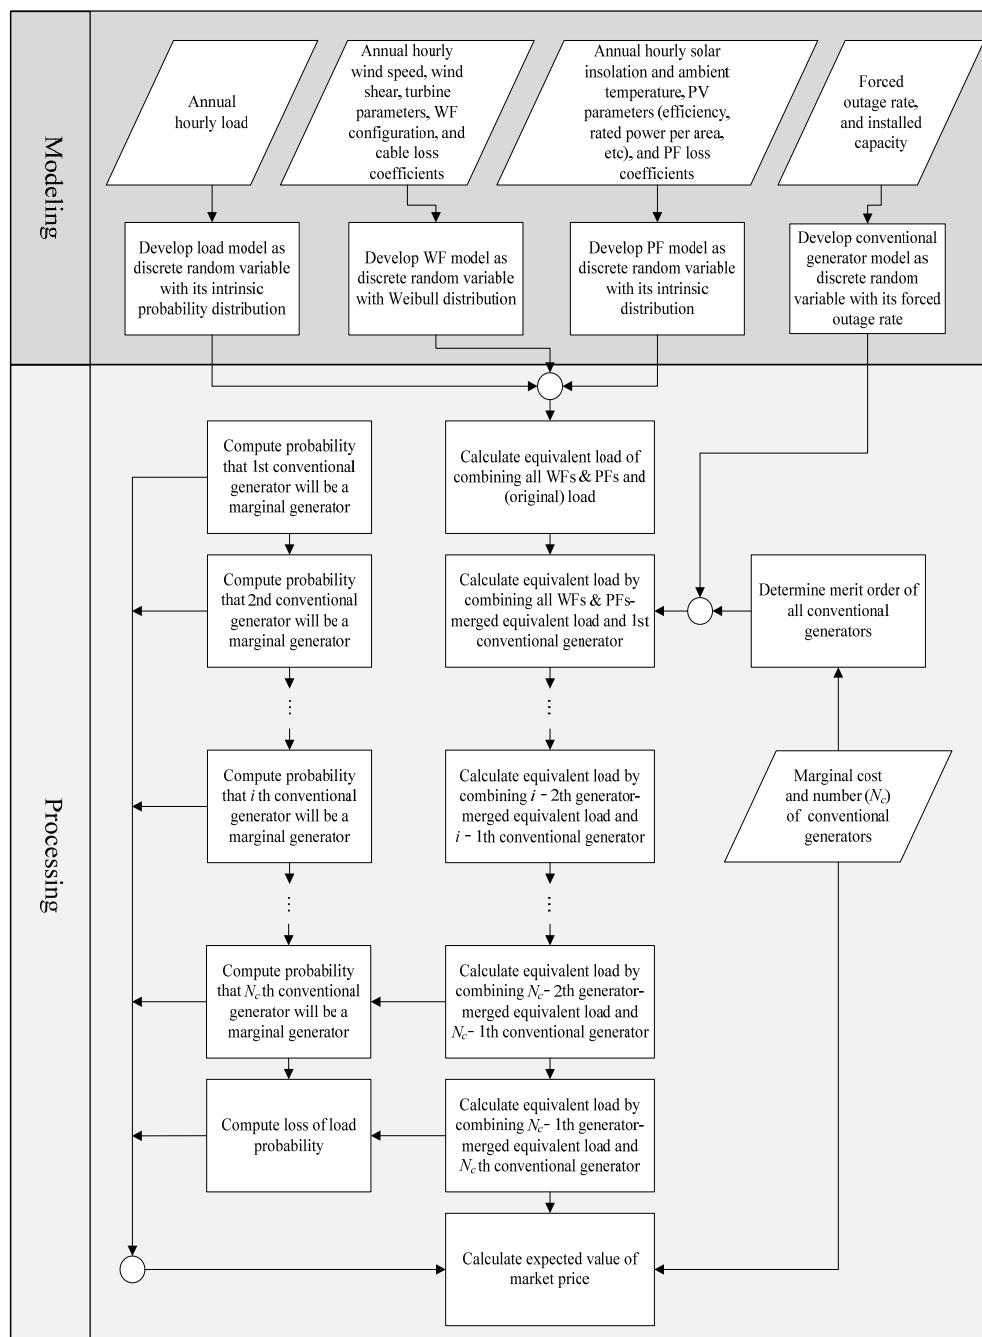 Modeling
Annual
hourly load
Annual hourly
wind speed, wind
shear, turbine
parameters, WF
configuration, and
cable loss
coefficients
Annual hourly solar
insolation and ambient
temperature, PV
parameters (efficiency,
rated power per area,
etc), and PF loss
coefficients
Forced
outage rate,
and installed
capacity
Develop load model as
discrete random variable
with its intrinsic
probability distribution
Develop WF model as
discrete random variable
with Weibull distribution
Develop PF model as
discrete random variable
with its intrinsic
distribution
Develop conventional
generator model as
discrete random
variable with its forced
outage rate
Processing
Compute probability
that 1st conventional
generator will be a
marginal generator
Calculate equivalent load of
combining all WFs & PFs and
(original) load
Compute probability
that 2nd conventional
generator will be a
marginal generator
Calculate equivalent load by
combining all WFs & PFs-
merged equivalent load and 1st
conventional generator
Determine merit order of
all conventional
generators
⋮
⋮
Compute probability
that i th conventional
generator will be a
marginal generator
Calculate equivalent load by
combining i - 2th generator-
merged equivalent load and
i - 1th conventional generator
Marginal cost
and number (Nc)
of conventional
generators
⋮
⋮
Compute probability
that Nc th conventional
generator will be a
marginal generator
Calculate equivalent load by
combining Nc - 2th generator-
merged equivalent load and
Nc - 1th conventional generator
Compute loss of load
probability
Calculate equivalent load by
combining Nc - 1th generator-
merged equivalent load and
Nc th conventional generator
Calculate expected value of
market price